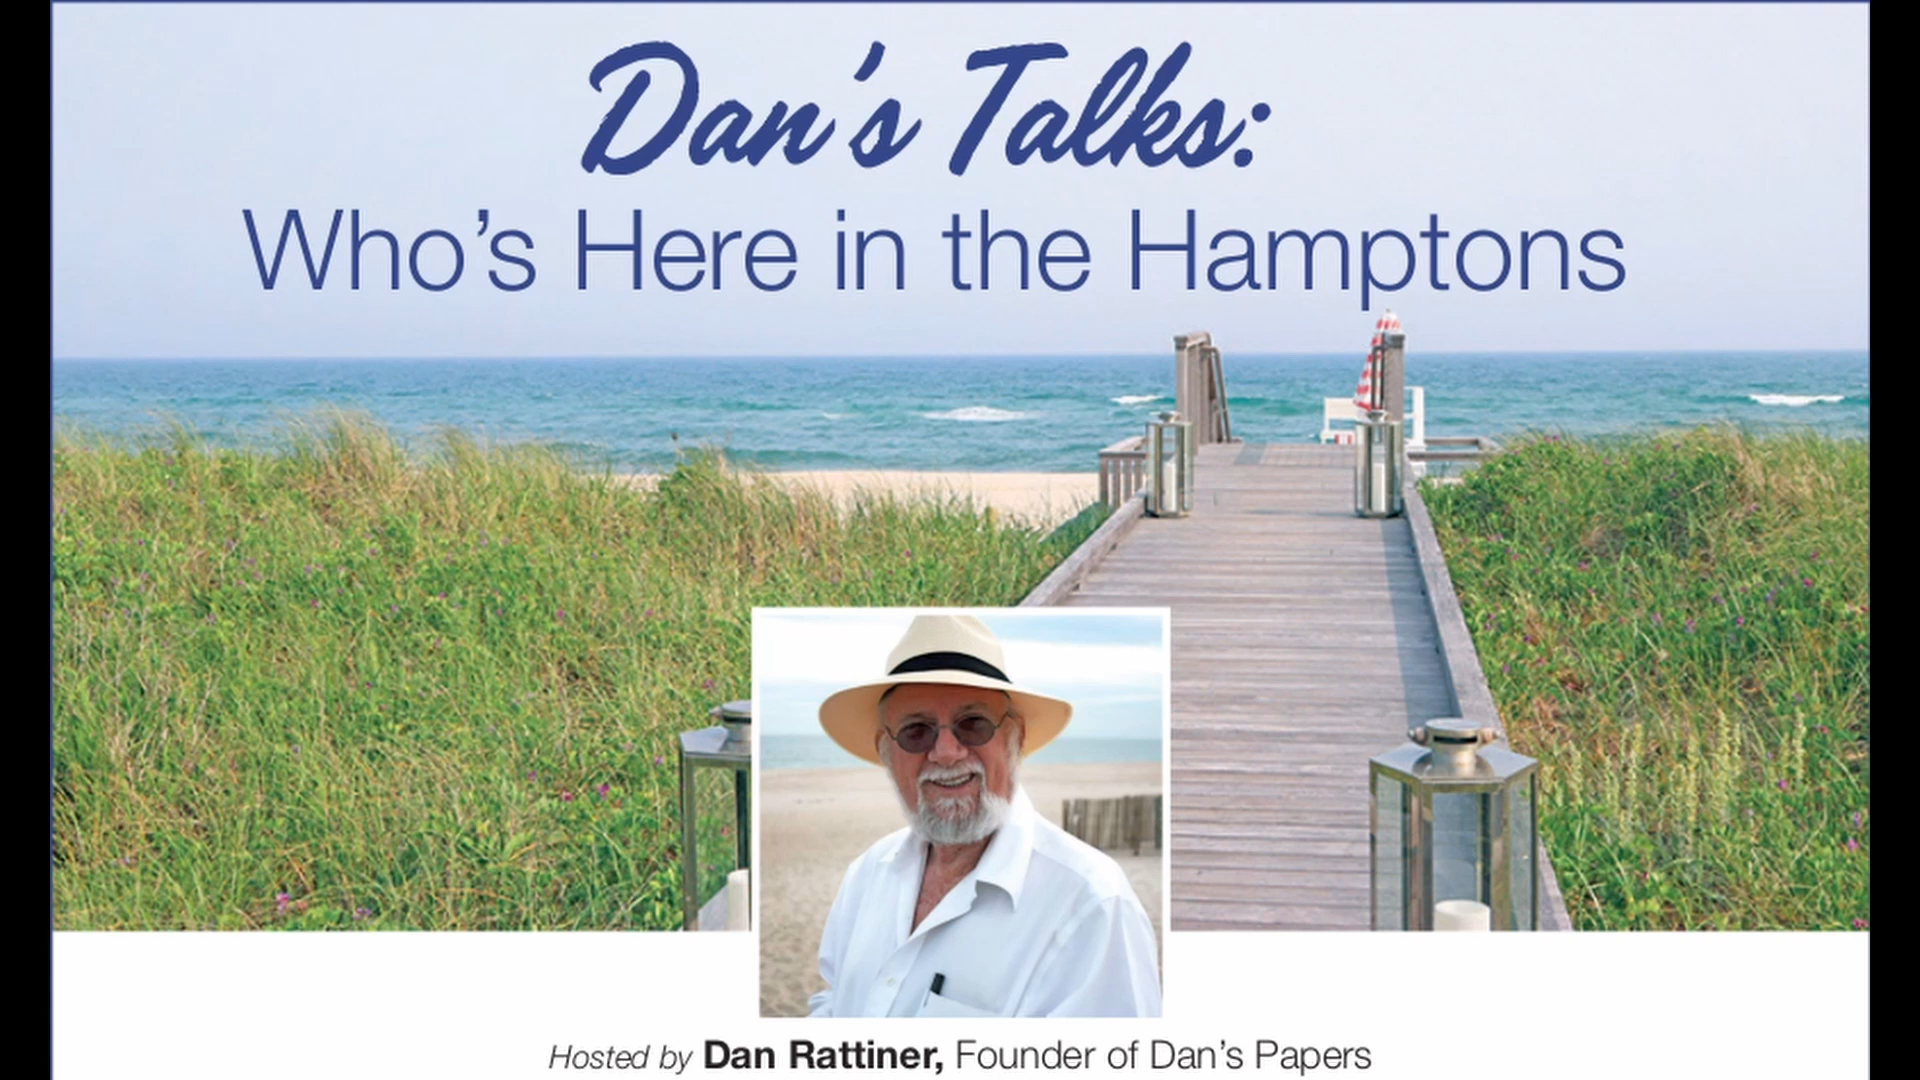 Dan's Talks:
Who's Here in the Hamptons
Hosted by Dan Rattiner, Founder of Dan's Papers